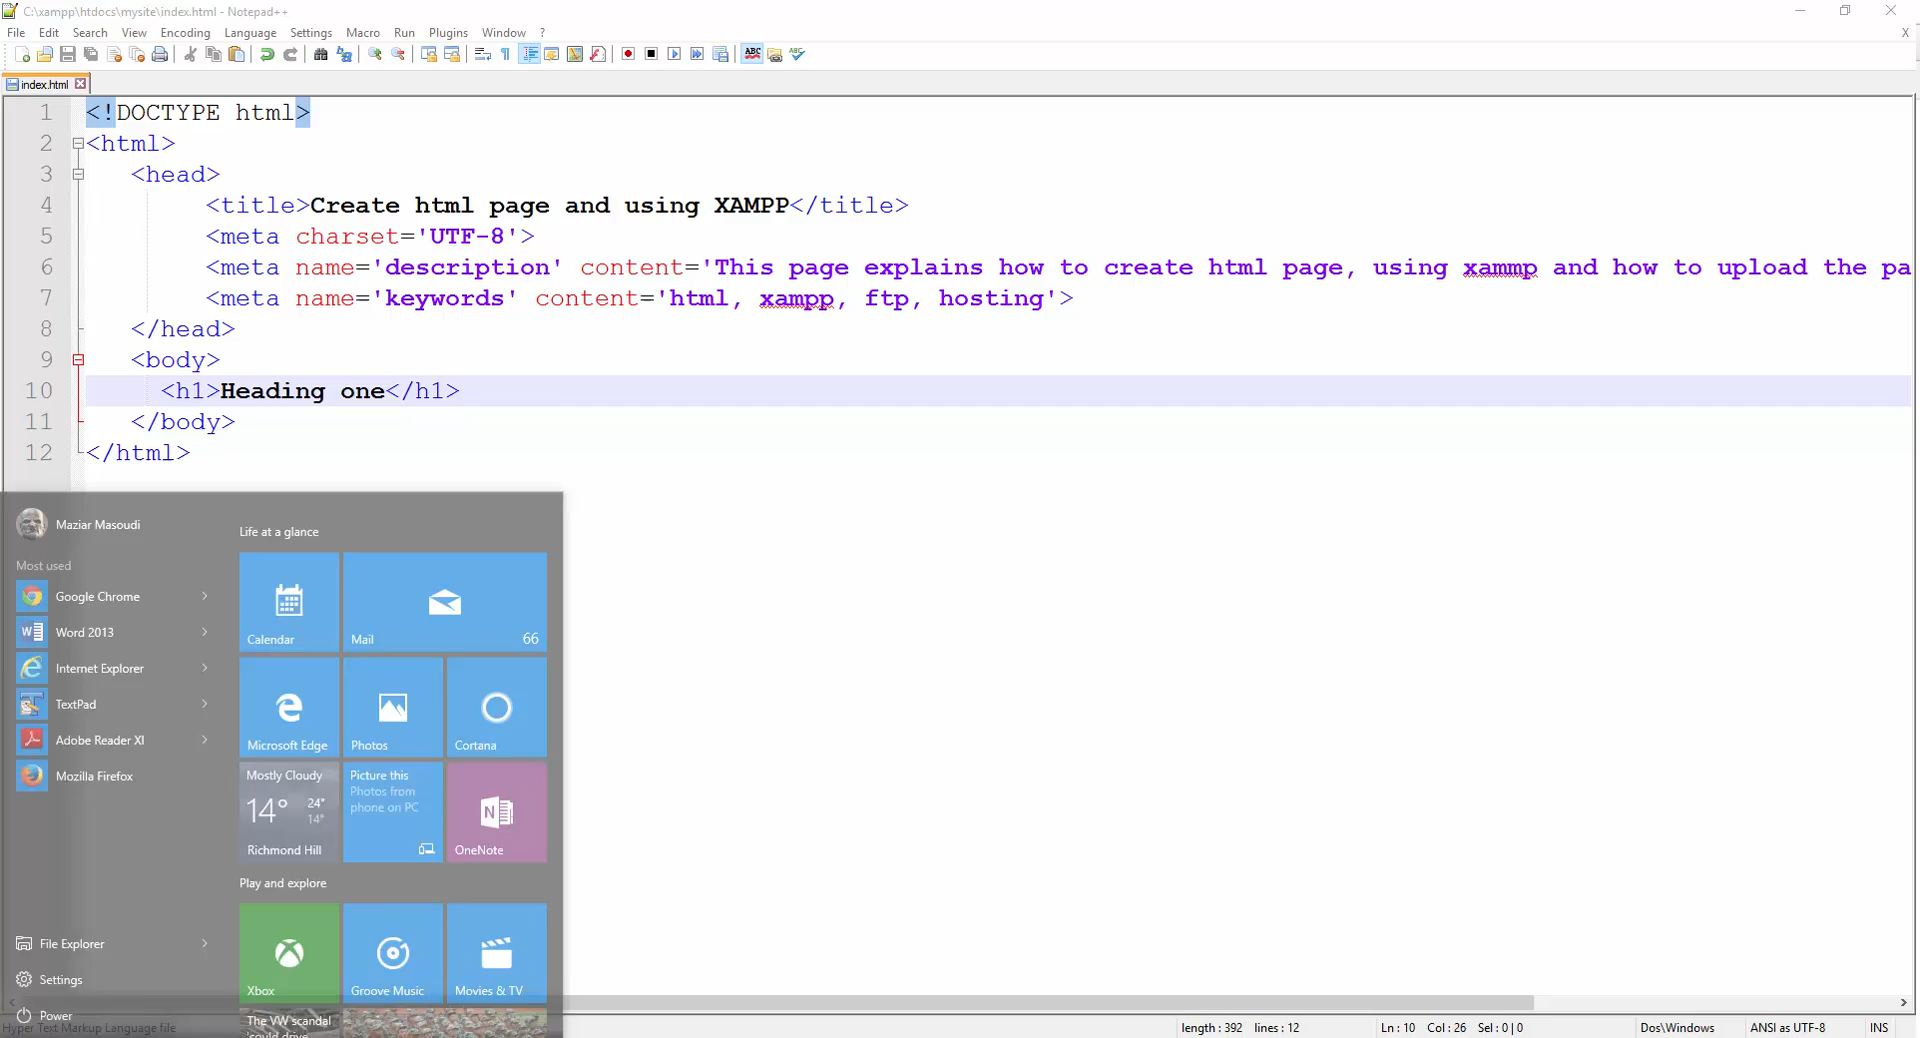 C:\xampp\htdocs\mysite\index.html - Notepad++
File Edit Search View Encoding Language Settings Macro Run Plugins Window ? X
ABC ABC
index.html
1 <!DOCTYPE html>
2 <html>
3 <head>
4 <title>Create html page and using XAMPP</title>
5 <meta charset='UTF-8'>
6 <meta name='description' content='This page explains how to create html page, using xammp and how to upload the pa
7 <meta name='keywords' content='html, xampp, ftp, hosting'>
8 </head>
9 <body>
10 <h1>Heading one</h1>
11 </body>
12 </html>
Maziar Masoudi
Most used
Google Chrome
Word 2013
Internet Explorer
TextPad
Adobe Reader XI
Mozilla Firefox
File Explorer
Settings
Power
Life at a glance
Calendar
Mail 66
Microsoft Edge
Photos
Cortana
Mostly Cloudy
14° 24°
14°
Richmond Hill
Picture this
Photos from
phone on PC
OneNote
Play and explore
Xbox
Groove Music
Movies & TV
The VW scandal
'could drive
Hyper Text Markup Language file length : 392 lines : 12 Ln : 10 Col : 26 Sel : 0 | 0 Dos\Windows ANSI as UTF-8 INS